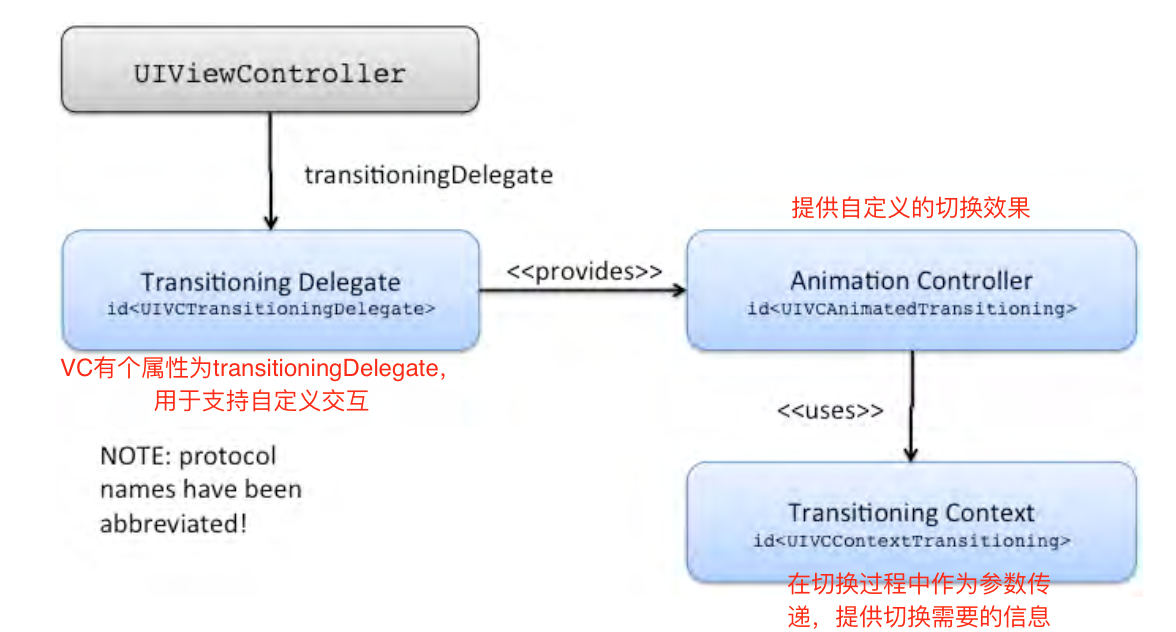 UIViewController
transitioningDelegate
提供自定义的切换效果
Transitioning Delegate
id<UIVCTransitioningDelegate>
<<provides>>
Animation Controller
id<UIVCAnimatedTransitioning>
VC有个属性为transitioningDelegate,
用于支持自定义交互
<<uses>>
NOTE: protocol
names have been
abbreviated!
Transitioning Context
id<UIVCContextTransitioning>
在切换过程中作为参数传
递，提供切换需要的信息